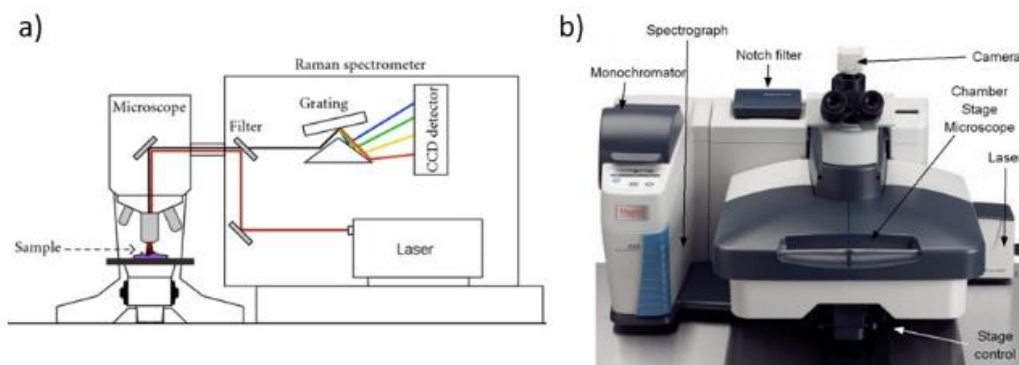 a)
Raman spectrometer
Microscope
Grating
Filter
CCD detector
Sample
Laser
b)
Spectrograph
Notch filter
Camera
Monochromator
Chamber
Stage
Microscope
Laser
Stage
control